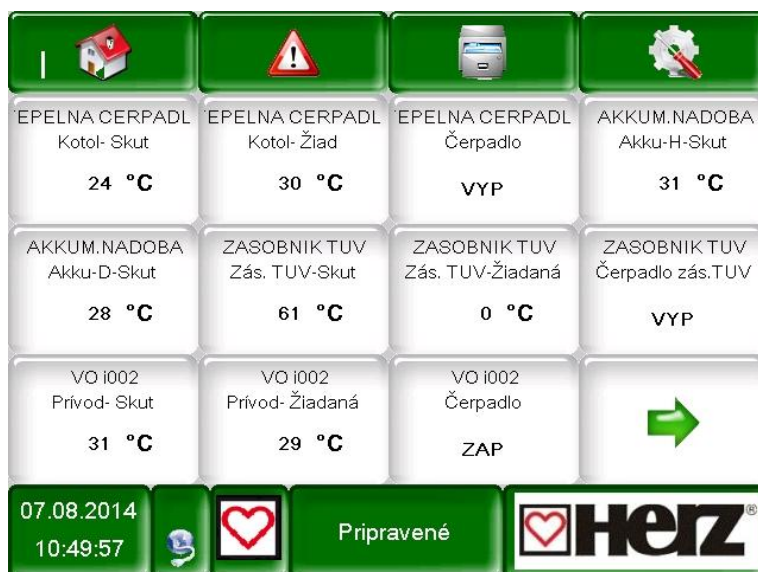 EPELNA CERPADL
Kotol- Skut
24 °C
EPELNA CERPADL
Kotol- Žiad
30 °C
EPELNA CERPADL
Čerpadlo
VYP
AKKUM.NADOBA
Akku-H-Skut
31 °C
AKKUM.NADOBA
Akku-D-Skut
28 °C
ZASOBNIK TUV
Zás. TUV-Skut
61 °C
ZASOBNIK TUV
Zás. TUV-Žiadaná
0 °C
ZASOBNIK TUV
Čerpadlo zás.TUV
VYP
VO i002
Prívod- Skut
31 °C
VO i002
Prívod- Žiadaná
29 °C
VO i002
Čerpadlo
ZAP
07.08.2014
10:49:57
Pripravené
Herz®